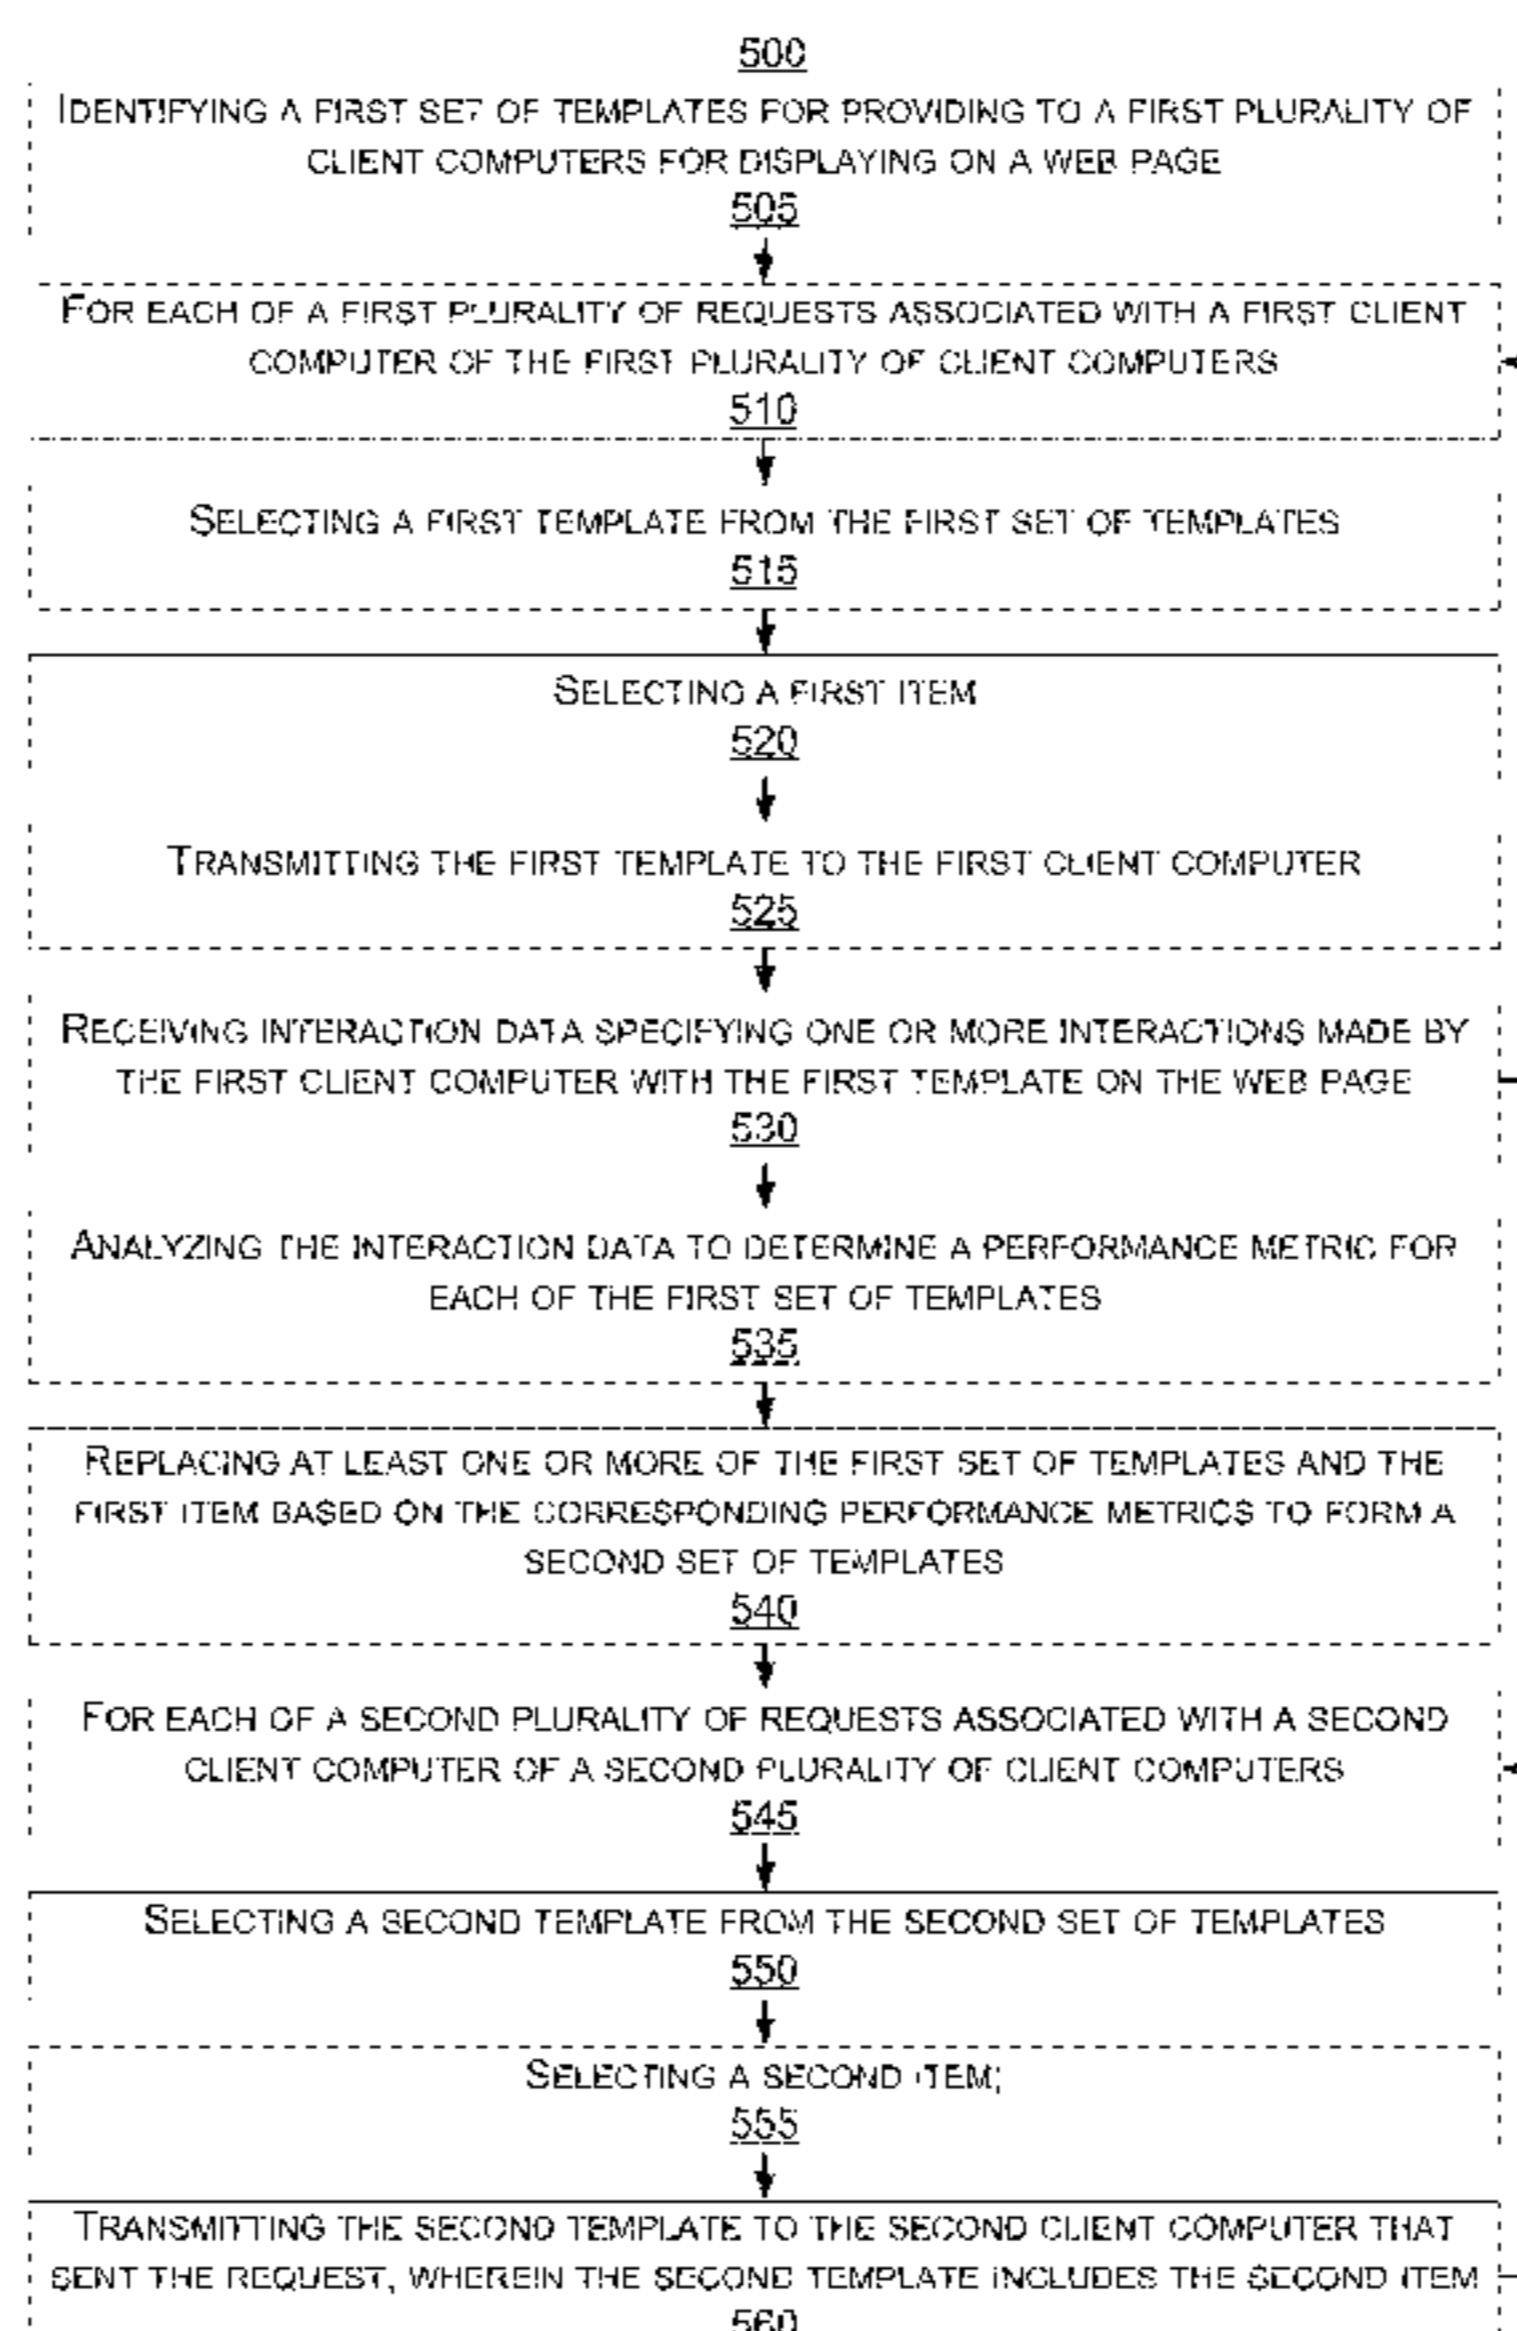 500
IDENTIFYING A FIRST SET OF TEMPLATES FOR PROVIDING TO A FIRST PLURALITY OF
CLIENT COMPUTERS FOR DISPLAYING ON A WEB PAGE
505
FOR EACH OF A FIRST PLURALITY OF REQUESTS ASSOCIATED WITH A FIRST CLIENT
COMPUTER OF THE FIRST PLURALITY OF CLIENT COMPUTERS
510
SELECTING A FIRST TEMPLATE FROM THE FIRST SET OF TEMPLATES
515
SELECTING A FIRST ITEM
520
TRANSMITTING THE FIRST TEMPLATE TO THE FIRST CLIENT COMPUTER
525
RECEIVING INTERACTION DATA SPECIFYING ONE OR MORE INTERACTIONS MADE BY
THE FIRST CLIENT COMPUTER WITH THE FIRST TEMPLATE ON THE WEB PAGE
530
ANALYZING THE INTERACTION DATA TO DETERMINE A PERFORMANCE METRIC FOR
EACH OF THE FIRST SET OF TEMPLATES
535
REPLACING AT LEAST ONE OR MORE OF THE FIRST SET OF TEMPLATES AND THE
FIRST ITEM BASED ON THE CORRESPONDING PERFORMANCE METRICS TO FORM A
SECOND SET OF TEMPLATES
540
FOR EACH OF A SECOND PLURALITY OF REQUESTS ASSOCIATED WITH A SECOND
CLIENT COMPUTER OF A SECOND PLURALITY OF CLIENT COMPUTERS
545
SELECTING A SECOND TEMPLATE FROM THE SECOND SET OF TEMPLATES
550
SELECTING A SECOND ITEM;
555
TRANSMITTING THE SECOND TEMPLATE TO THE SECOND CLIENT COMPUTER THAT
SENT THE REQUEST, WHEREIN THE SECOND TEMPLATE INCLUDES THE SECOND ITEM
560